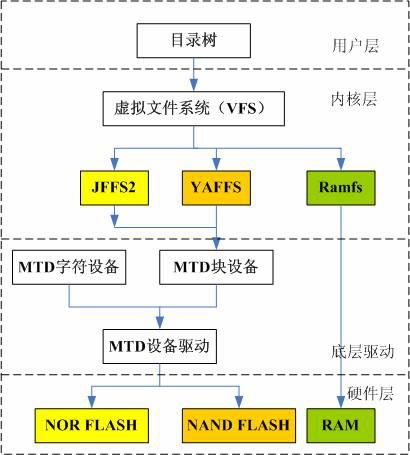 目录树
用户层
内核层
虚拟文件系统（VFS）
JFFS2
YAFFS
Ramfs
MTD字符设备
MTD块设备
MTD设备驱动
底层驱动
硬件层
NOR FLASH
NAND FLASH
RAM